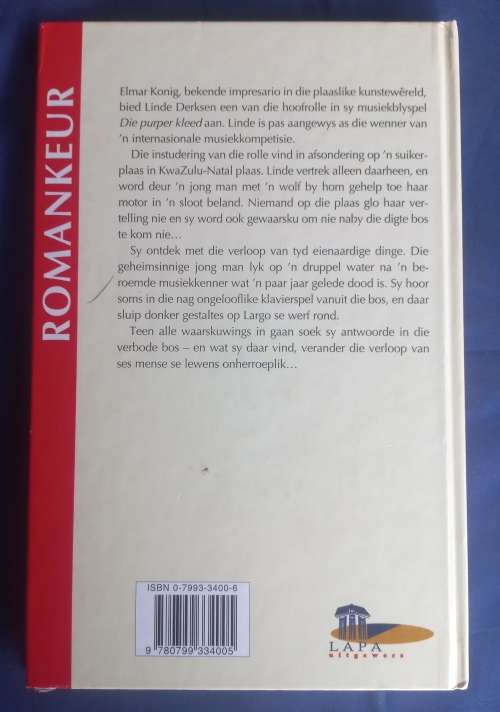 ROMANKEUR
Elmar Konig, bekende impresario in die plaaslike kunstewêreld,
bied Linde Derksen een van die hoofrolle in sy musiekblyspel
Die purper kleed aan. Linde is pas aangewys as die wenner van
'n internasionale musiekkompetisie.
Die instudering van die rolle vind in afsondering op 'n suiker-
plaas in KwaZulu-Natal plaas. Linde vertrek alleen daarheen, en
word deur 'n jong man met 'n wolf by hom gehelp toe haar
motor in 'n sloot beland. Niemand op die plaas glo haar ver-
telling nie en sy word ook gewaarsku om nie naby die digte bos
te kom nie…
Sy ontdek met die verloop van tyd eienaardige dinge. Die
geheimsinnige jong man lyk op 'n druppel water na 'n be-
roemde musiekkenner wat 'n paar jaar gelede dood is. Sy hoor
soms in die nag ongelooflike klavierspel vanuit die bos, en daar
sluip donker gestaltes op Largo se werf rond.
Teen alle waarskuwings in gaan soek sy antwoorde in die
verbode bos – en wat sy daar vind, verander die verloop van
ses mense se lewens onherroeplik…
ISBN 0-7993-3400-6
9 780799 334005
LAPA
uitgewers